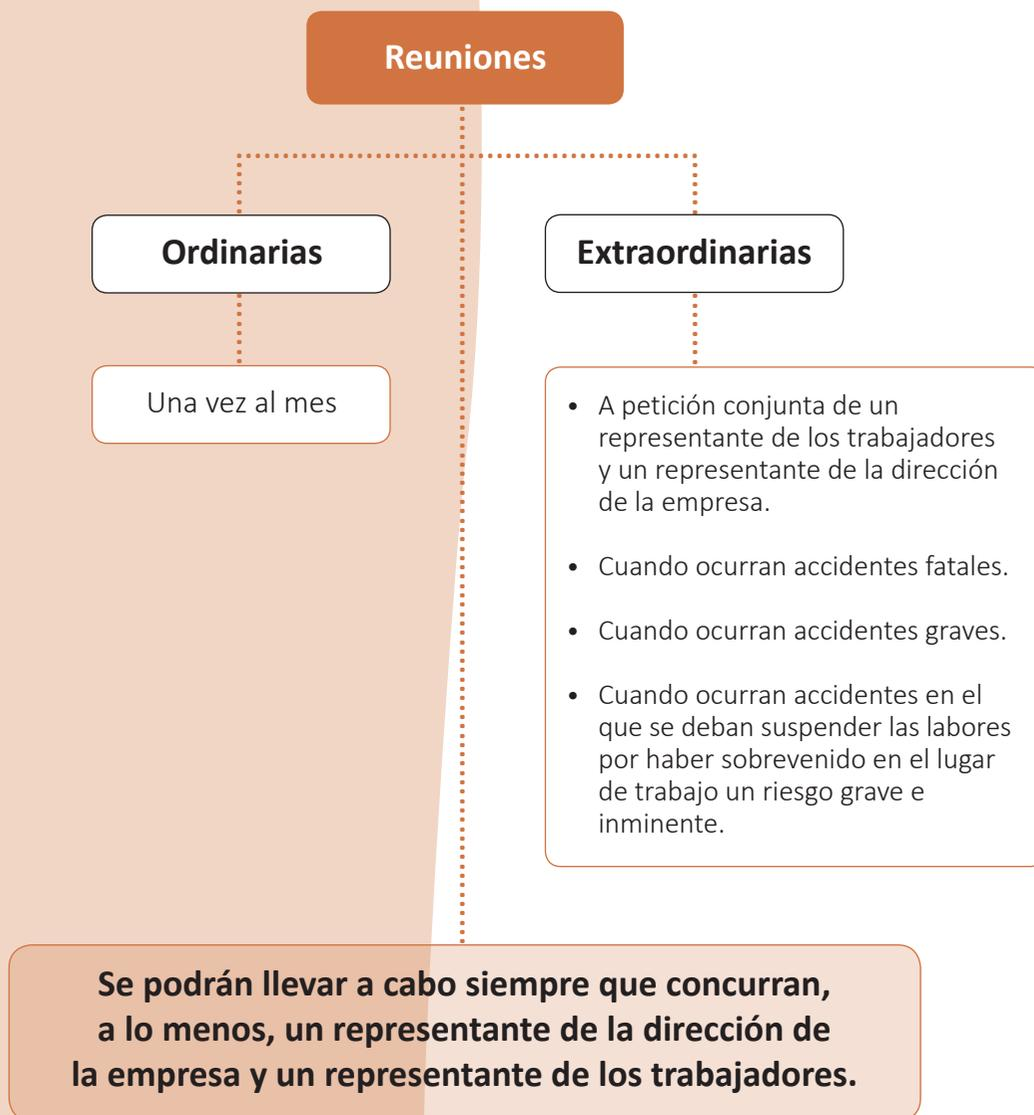 Reuniones
Ordinarias
Una vez al mes
Extraordinarias
• A petición conjunta de un
representante de los trabajadores
y un representante de la dirección
de la empresa.
• Cuando ocurran accidentes fatales.
• Cuando ocurran accidentes graves.
• Cuando ocurran accidentes en el
que se deban suspender las labores
por haber sobrevenido en el lugar
de trabajo un riesgo grave e
inminente.
Se podrán llevar a cabo siempre que concurran,
a lo menos, un representante de la dirección de
la empresa y un representante de los trabajadores.